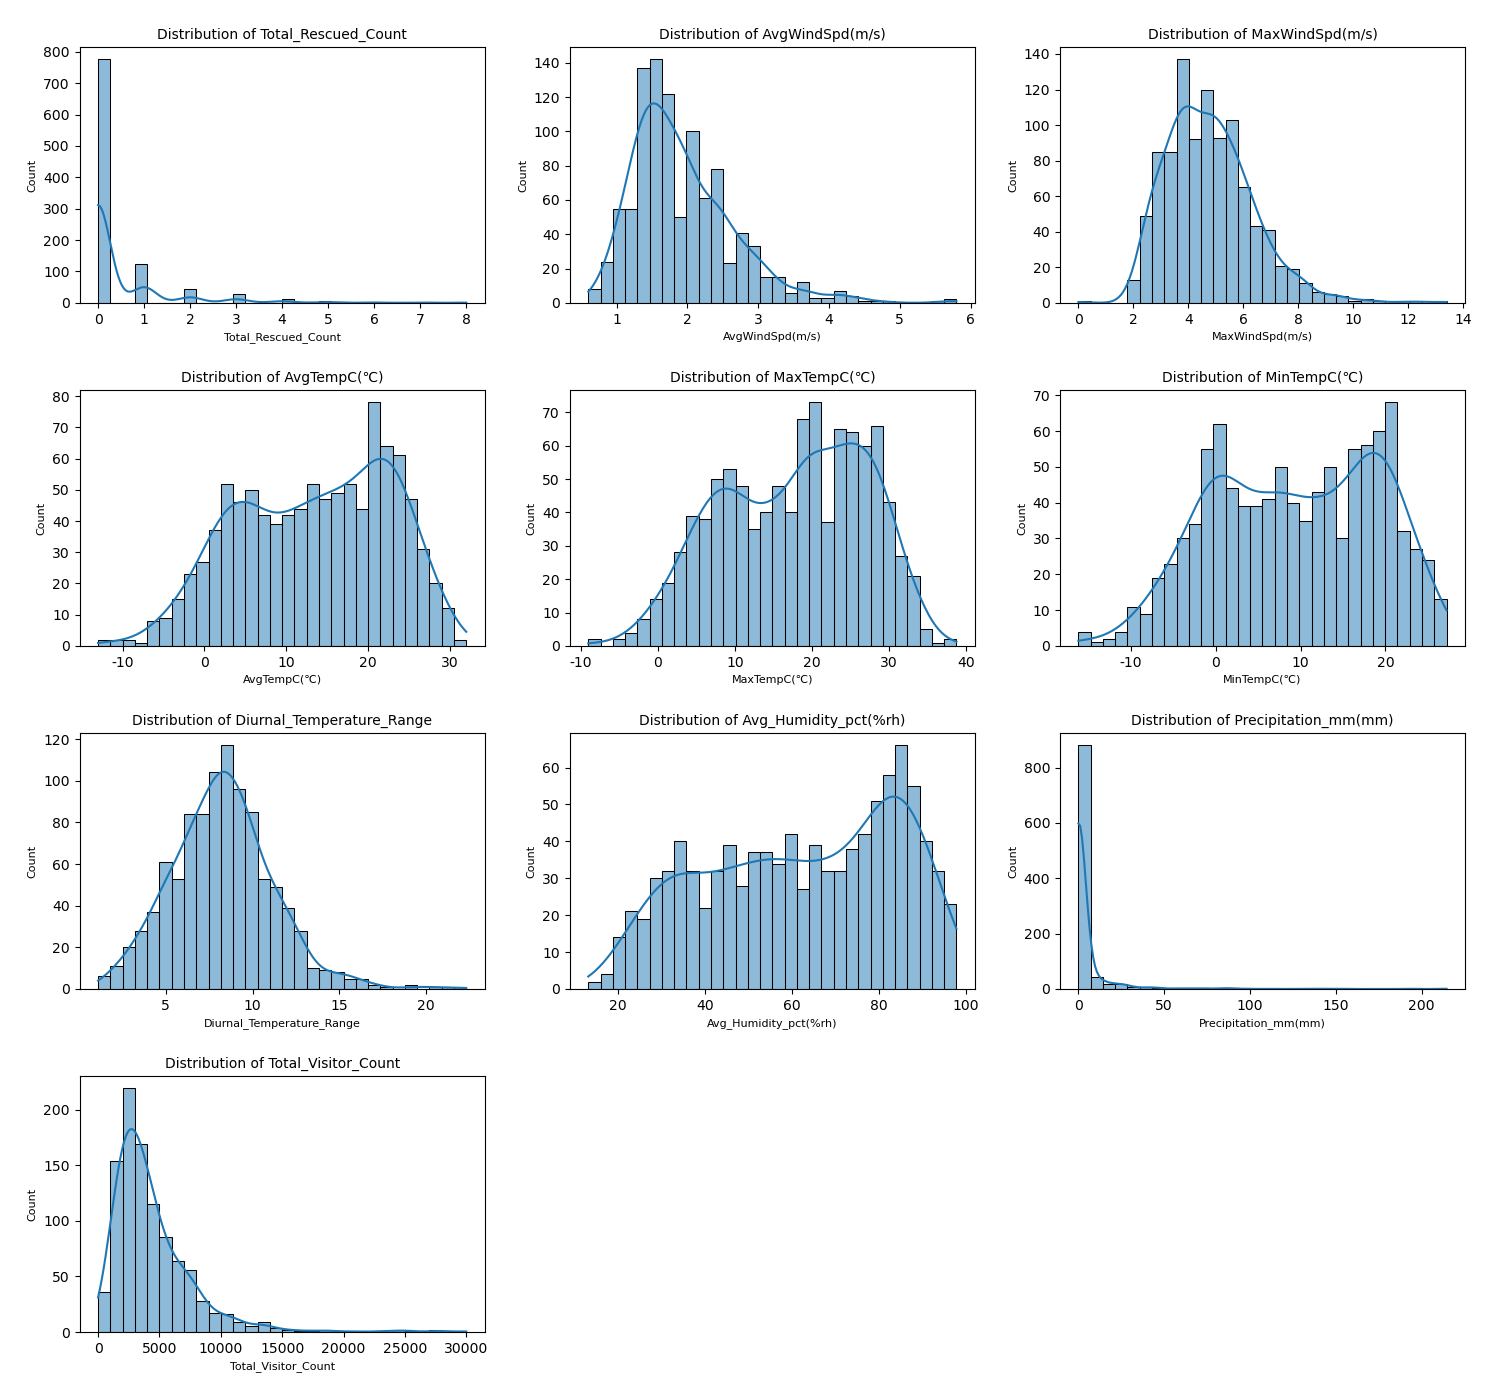 Distribution of Total_Rescued_Count
Count
800
700
600
500
400
300
200
100
0
0 1 2 3 4 5 6 7 8
Total_Rescued_Count
Distribution of AvgWindSpd(m/s)
Count
140
120
100
80
60
40
20
0
1 2 3 4 5 6
AvgWindSpd(m/s)
Distribution of MaxWindSpd(m/s)
Count
140
120
100
80
60
40
20
0
0 2 4 6 8 10 12 14
MaxWindSpd(m/s)
Distribution of AvgTempC(℃)
Count
80
70
60
50
40
30
20
10
0
-10 0 10 20 30
AvgTempC(℃)
Distribution of MaxTempC(℃)
Count
70
60
50
40
30
20
10
0
-10 0 10 20 30 40
MaxTempC(℃)
Distribution of MinTempC(℃)
Count
70
60
50
40
30
20
10
0
-10 0 10 20
MinTempC(℃)
Distribution of Diurnal_Temperature_Range
Count
120
100
80
60
40
20
0
5 10 15 20
Diurnal_Temperature_Range
Distribution of Avg_Humidity_pct(%rh)
Count
60
50
40
30
20
10
0
20 40 60 80 100
Avg_Humidity_pct(%rh)
Distribution of Precipitation_mm(mm)
Count
800
600
400
200
0
0 50 100 150 200
Precipitation_mm(mm)
Distribution of Total_Visitor_Count
Count
200
150
100
50
0
0 5000 10000 15000 20000 25000 30000
Total_Visitor_Count